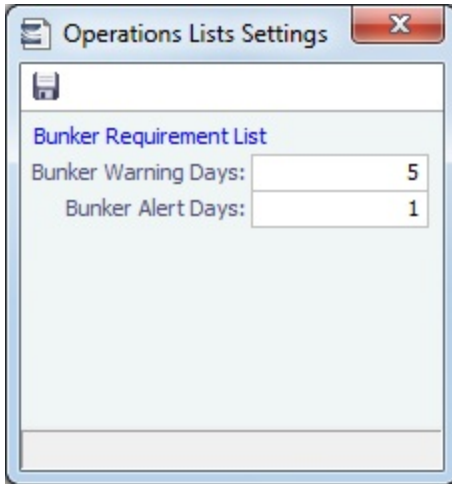 Operations Lists Settings
Bunker Requirement List
Bunker Warning Days: 5
Bunker Alert Days: 1